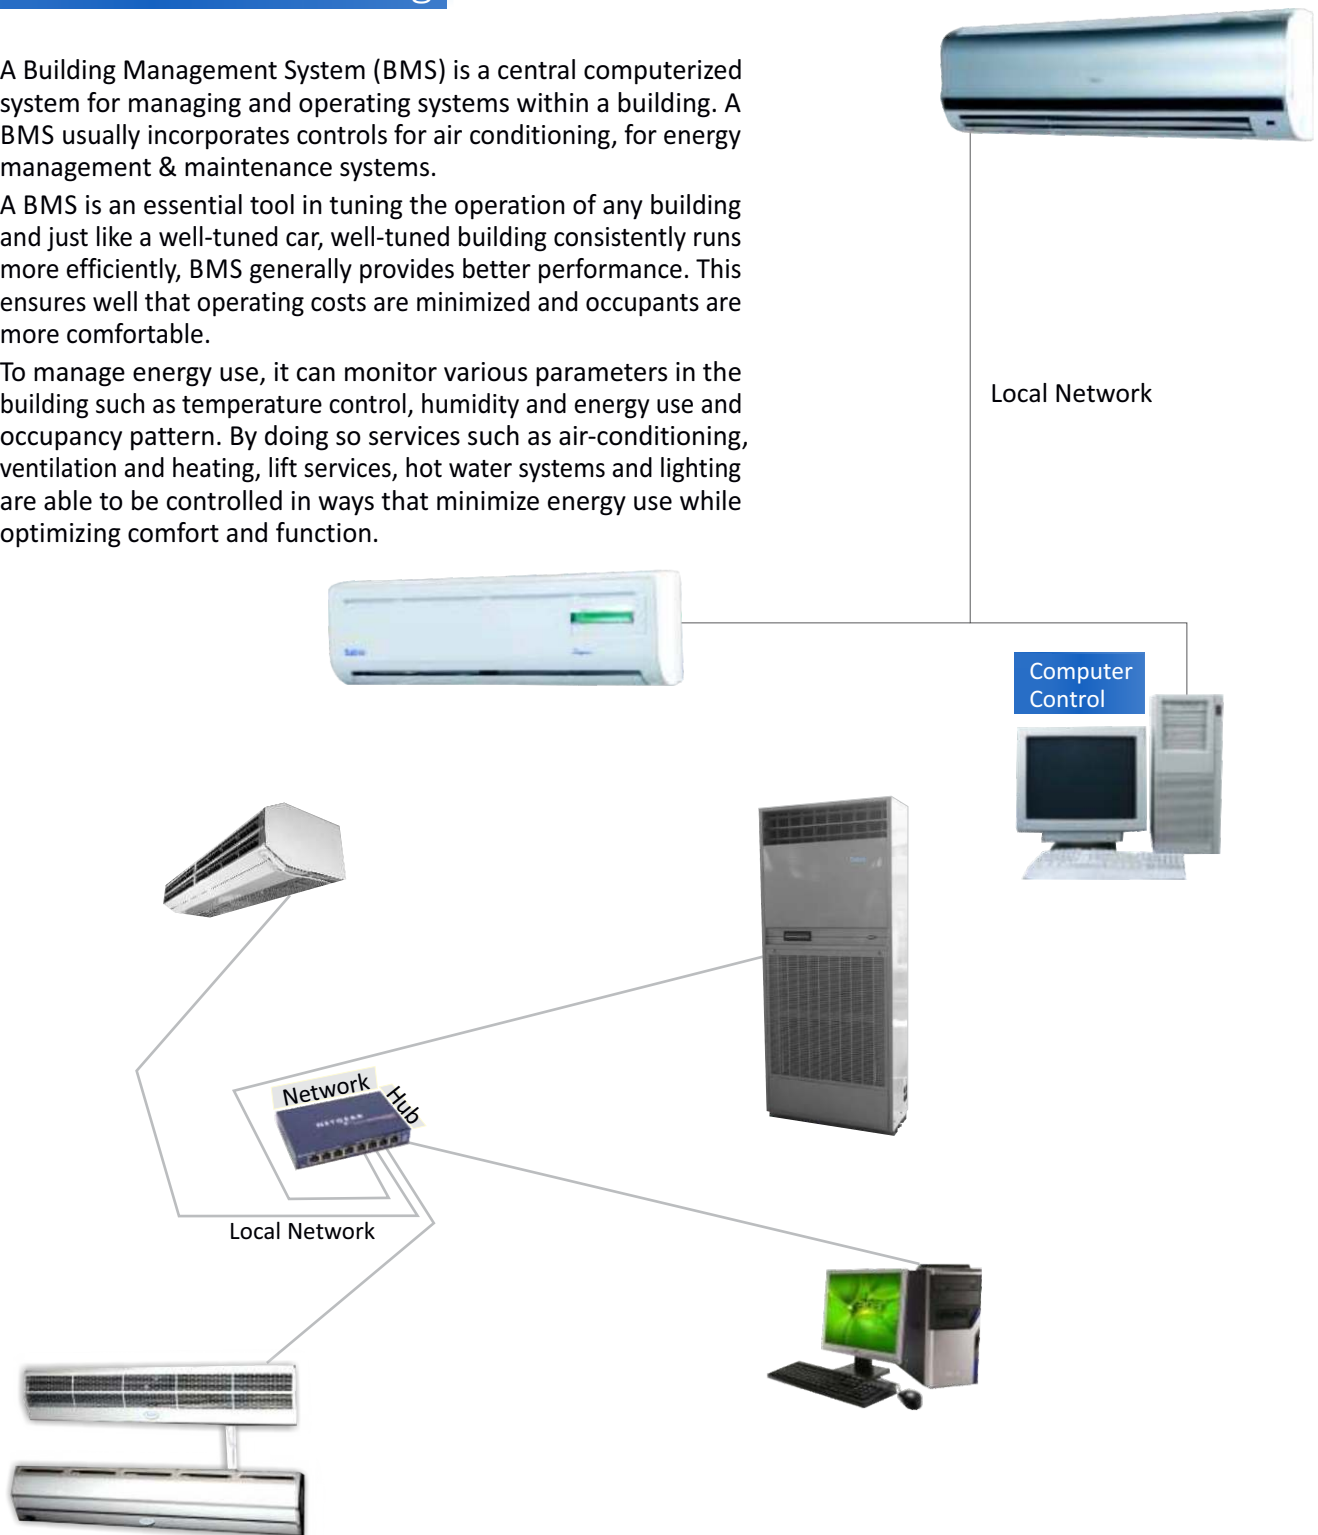 A Building Management System (BMS) is a central computerized
system for managing and operating systems within a building. A
BMS usually incorporates controls for air conditioning, for energy
management & maintenance systems.
A BMS is an essential tool in tuning the operation of any building
and just like a well-tuned car, well-tuned building consistently runs
more efficiently, BMS generally provides better performance. This
ensures well that operating costs are minimized and occupants are
more comfortable.
To manage energy use, it can monitor various parameters in the
building such as temperature control, humidity and energy use and
occupancy pattern. By doing so services such as air-conditioning,
ventilation and heating, lift services, hot water systems and lighting
are able to be controlled in ways that minimize energy use while
optimizing comfort and function.
Local Network
Computer
Control
Network Hub
NETGEAR
Local Network